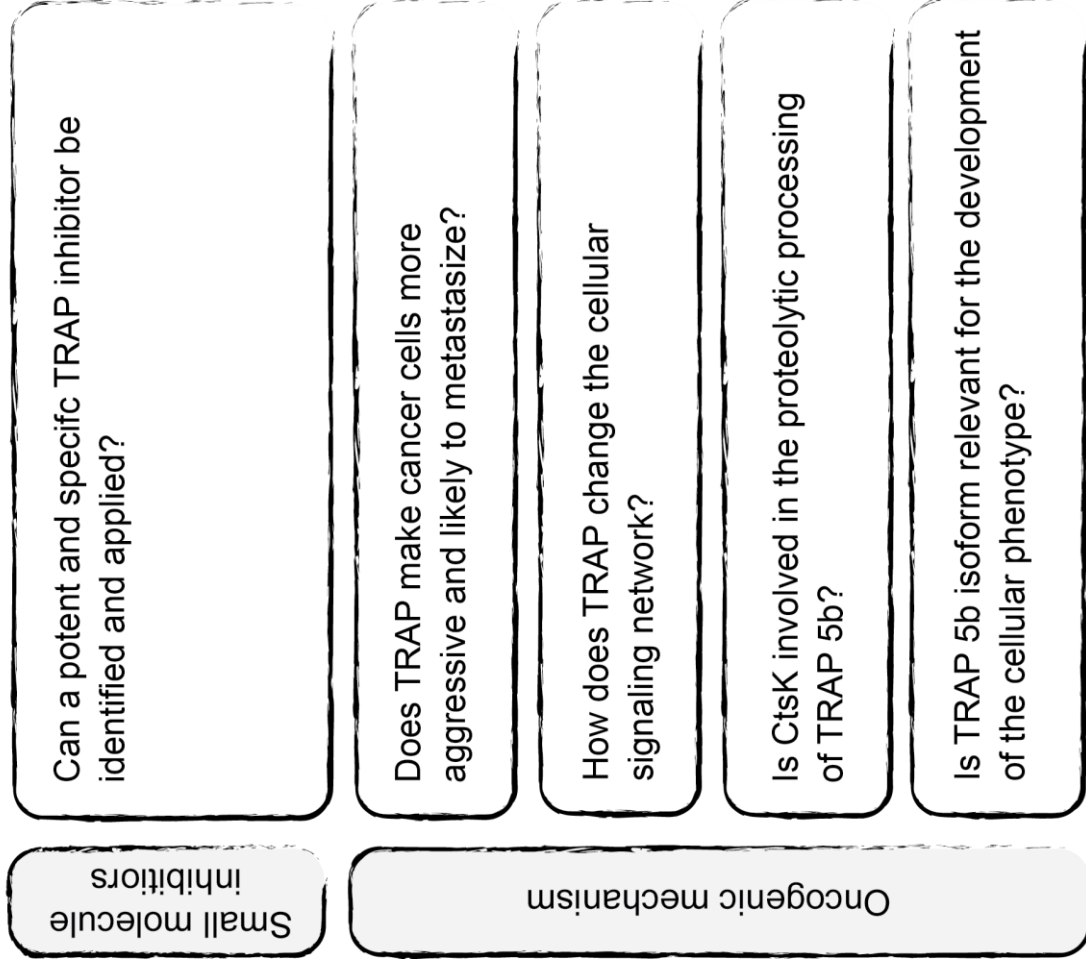 Small molecule
inhibitiors
Can a potent and specifc TRAP inhibitor be
identified and applied?
Oncogenic mechanism
Does TRAP make cancer cells more
aggressive and likely to metastasize?
How does TRAP change the cellular
signaling network?
Is CtsK involved in the proteolytic processing
of TRAP 5b?
Is TRAP 5b isoform relevant for the development
of the cellular phenotype?